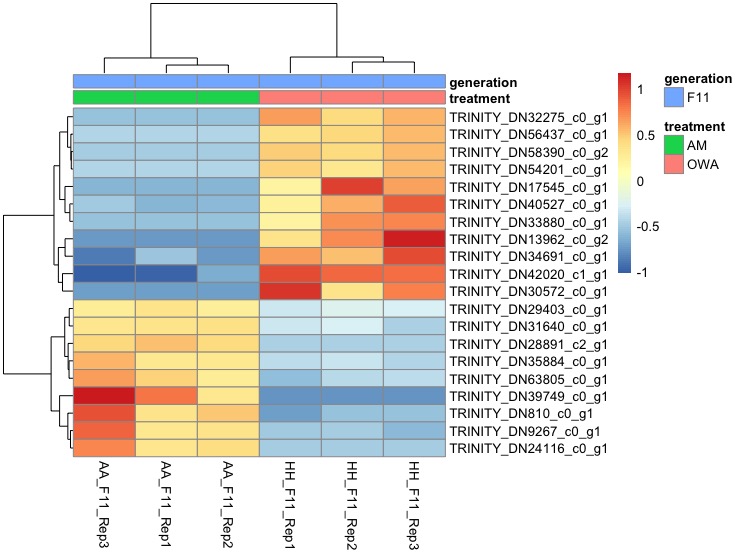 generation
treatment
TRINITY_DN32275_c0_g1
TRINITY_DN56437_c0_g1
TRINITY_DN58390_c0_g2
TRINITY_DN54201_c0_g1
TRINITY_DN17545_c0_g1
TRINITY_DN40527_c0_g1
TRINITY_DN33880_c0_g1
TRINITY_DN13962_c0_g2
TRINITY_DN34691_c0_g1
TRINITY_DN42020_c1_g1
TRINITY_DN30572_c0_g1
TRINITY_DN29403_c0_g1
TRINITY_DN31640_c0_g1
TRINITY_DN28891_c2_g1
TRINITY_DN35884_c0_g1
TRINITY_DN63805_c0_g1
TRINITY_DN39749_c0_g1
TRINITY_DN810_c0_g1
TRINITY_DN9267_c0_g1
TRINITY_DN24116_c0_g1
AA_F11_Rep3
AA_F11_Rep1
AA_F11_Rep2
HH_F11_Rep1
HH_F11_Rep2
HH_F11_Rep3
1
0.5
0
-0.5
-1
generation
F11
treatment
AM
OWA